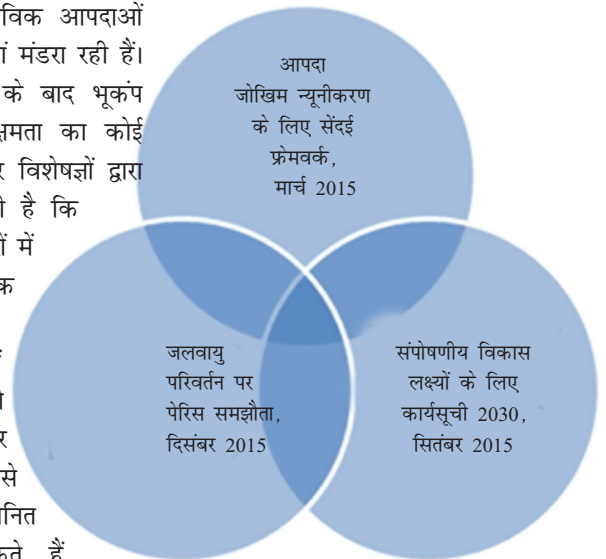 विक आपदाओं
ां मंडरा रही हैं।
के बाद भूकंप
क्षमता का कोई
विशेषज्ञों द्वारा
है कि
में
आपदा
जोखिम न्यूनीकरण
के लिए सेंदई
फ्रेमवर्क,
मार्च 2015
जलवायु
परिवर्तन पर
पेरिस समझौता,
दिसंबर 2015
संपोषणीय विकास
लक्ष्यों के लिए
कार्यसूची 2030,
सितंबर 2015
से
नित
हैं